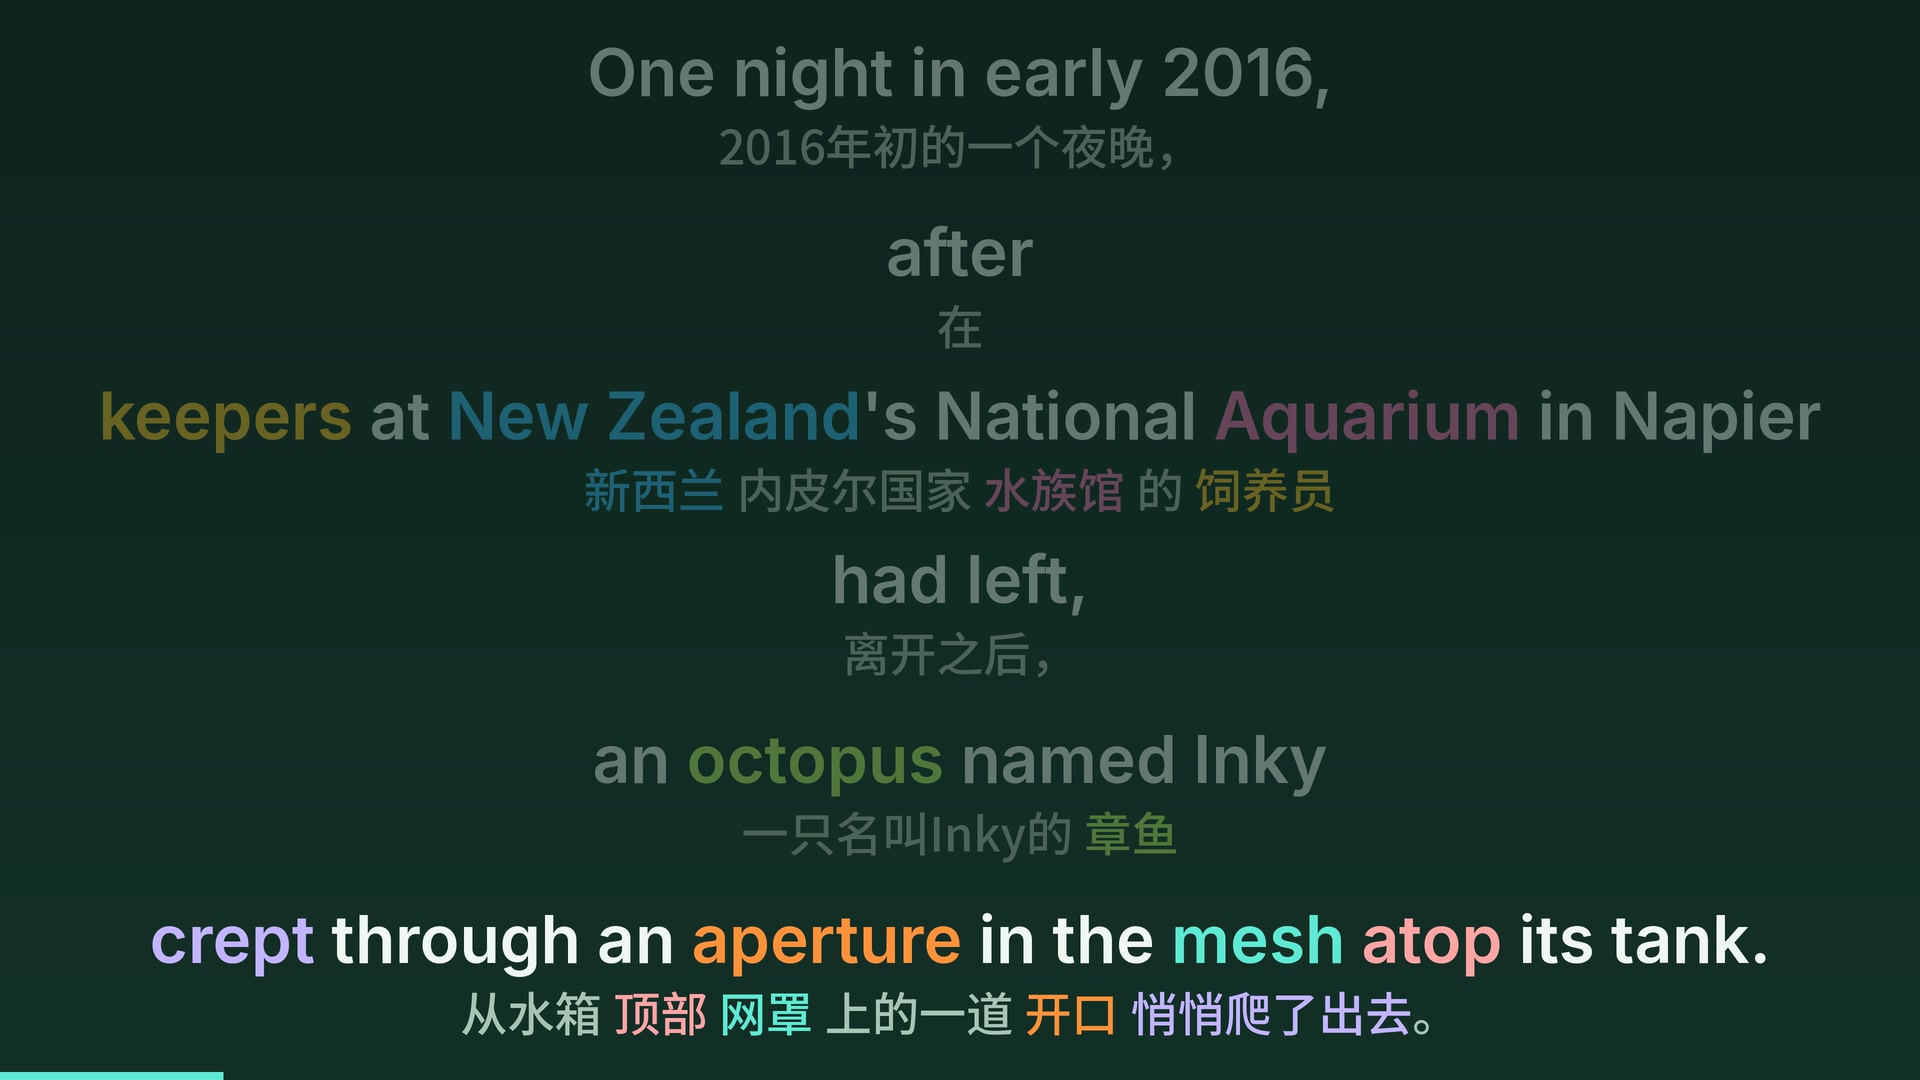 One night in early 2016,
2016年初的一个夜晚，
after
在
keepers at New Zealand's National Aquarium in Napier
新西兰 内皮尔国家 水族馆 的 饲养员
had left,
离开之后，
an octopus named Inky
一只名叫Inky的 章鱼
crept through an aperture in the mesh atop its tank.
从水箱 顶部 网罩 上的一道 开口 悄悄爬了出去。